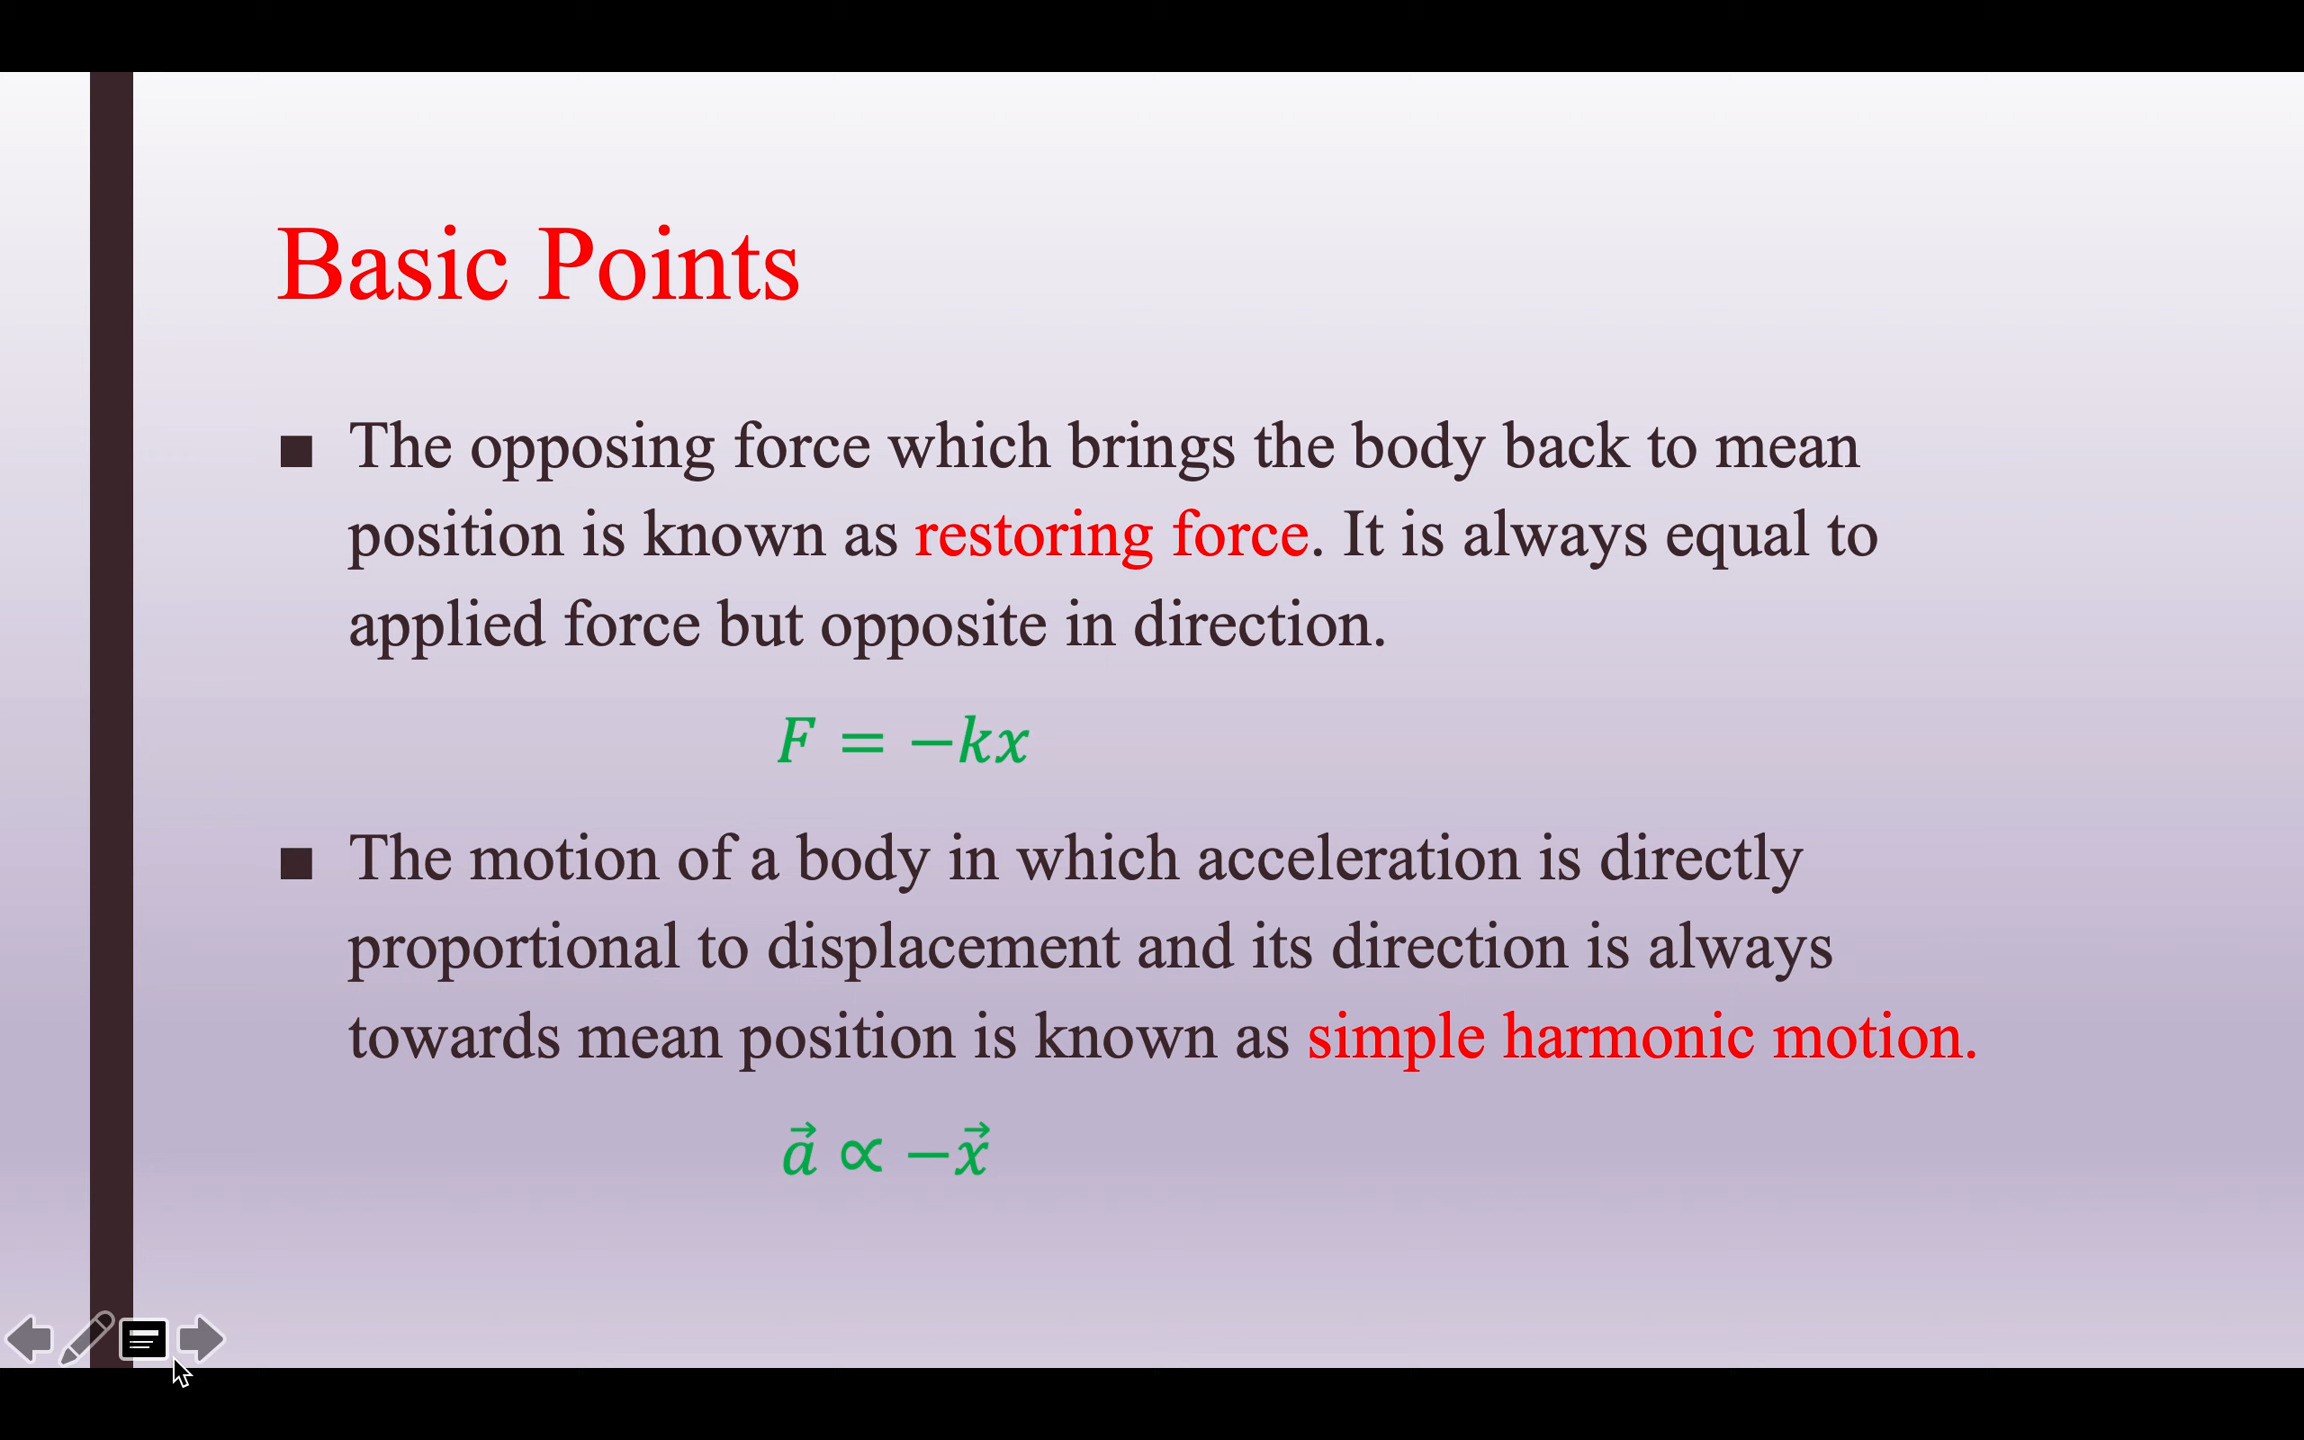 Basic Points
■ The opposing force which brings the body back to mean
position is known as restoring force. It is always equal to
applied force but opposite in direction.
F = −kx
■ The motion of a body in which acceleration is directly
proportional to displacement and its direction is always
towards mean position is known as simple harmonic motion.
a⃗ ∝ −x⃗